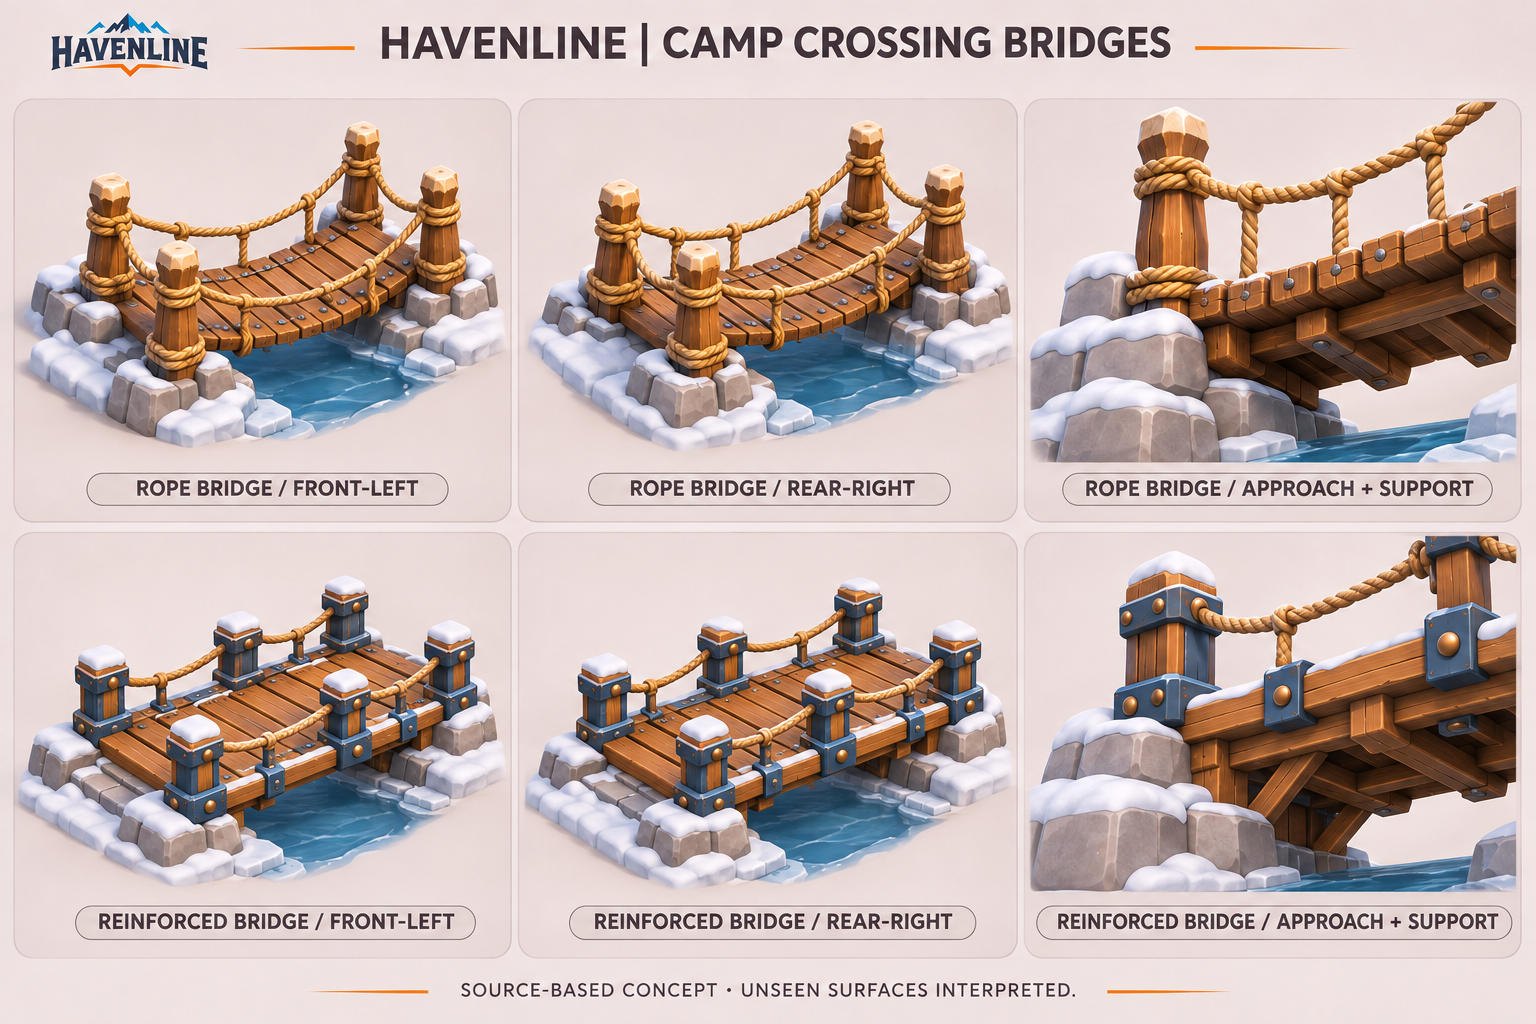 HAVENLINE
HAVENLINE | CAMP CROSSING BRIDGES
ROPE BRIDGE / FRONT-LEFT
ROPE BRIDGE / REAR-RIGHT
ROPE BRIDGE / APPROACH + SUPPORT
REINFORCED BRIDGE / FRONT-LEFT
REINFORCED BRIDGE / REAR-RIGHT
REINFORCED BRIDGE / APPROACH + SUPPORT
SOURCE-BASED CONCEPT • UNSEEN SURFACES INTERPRETED.